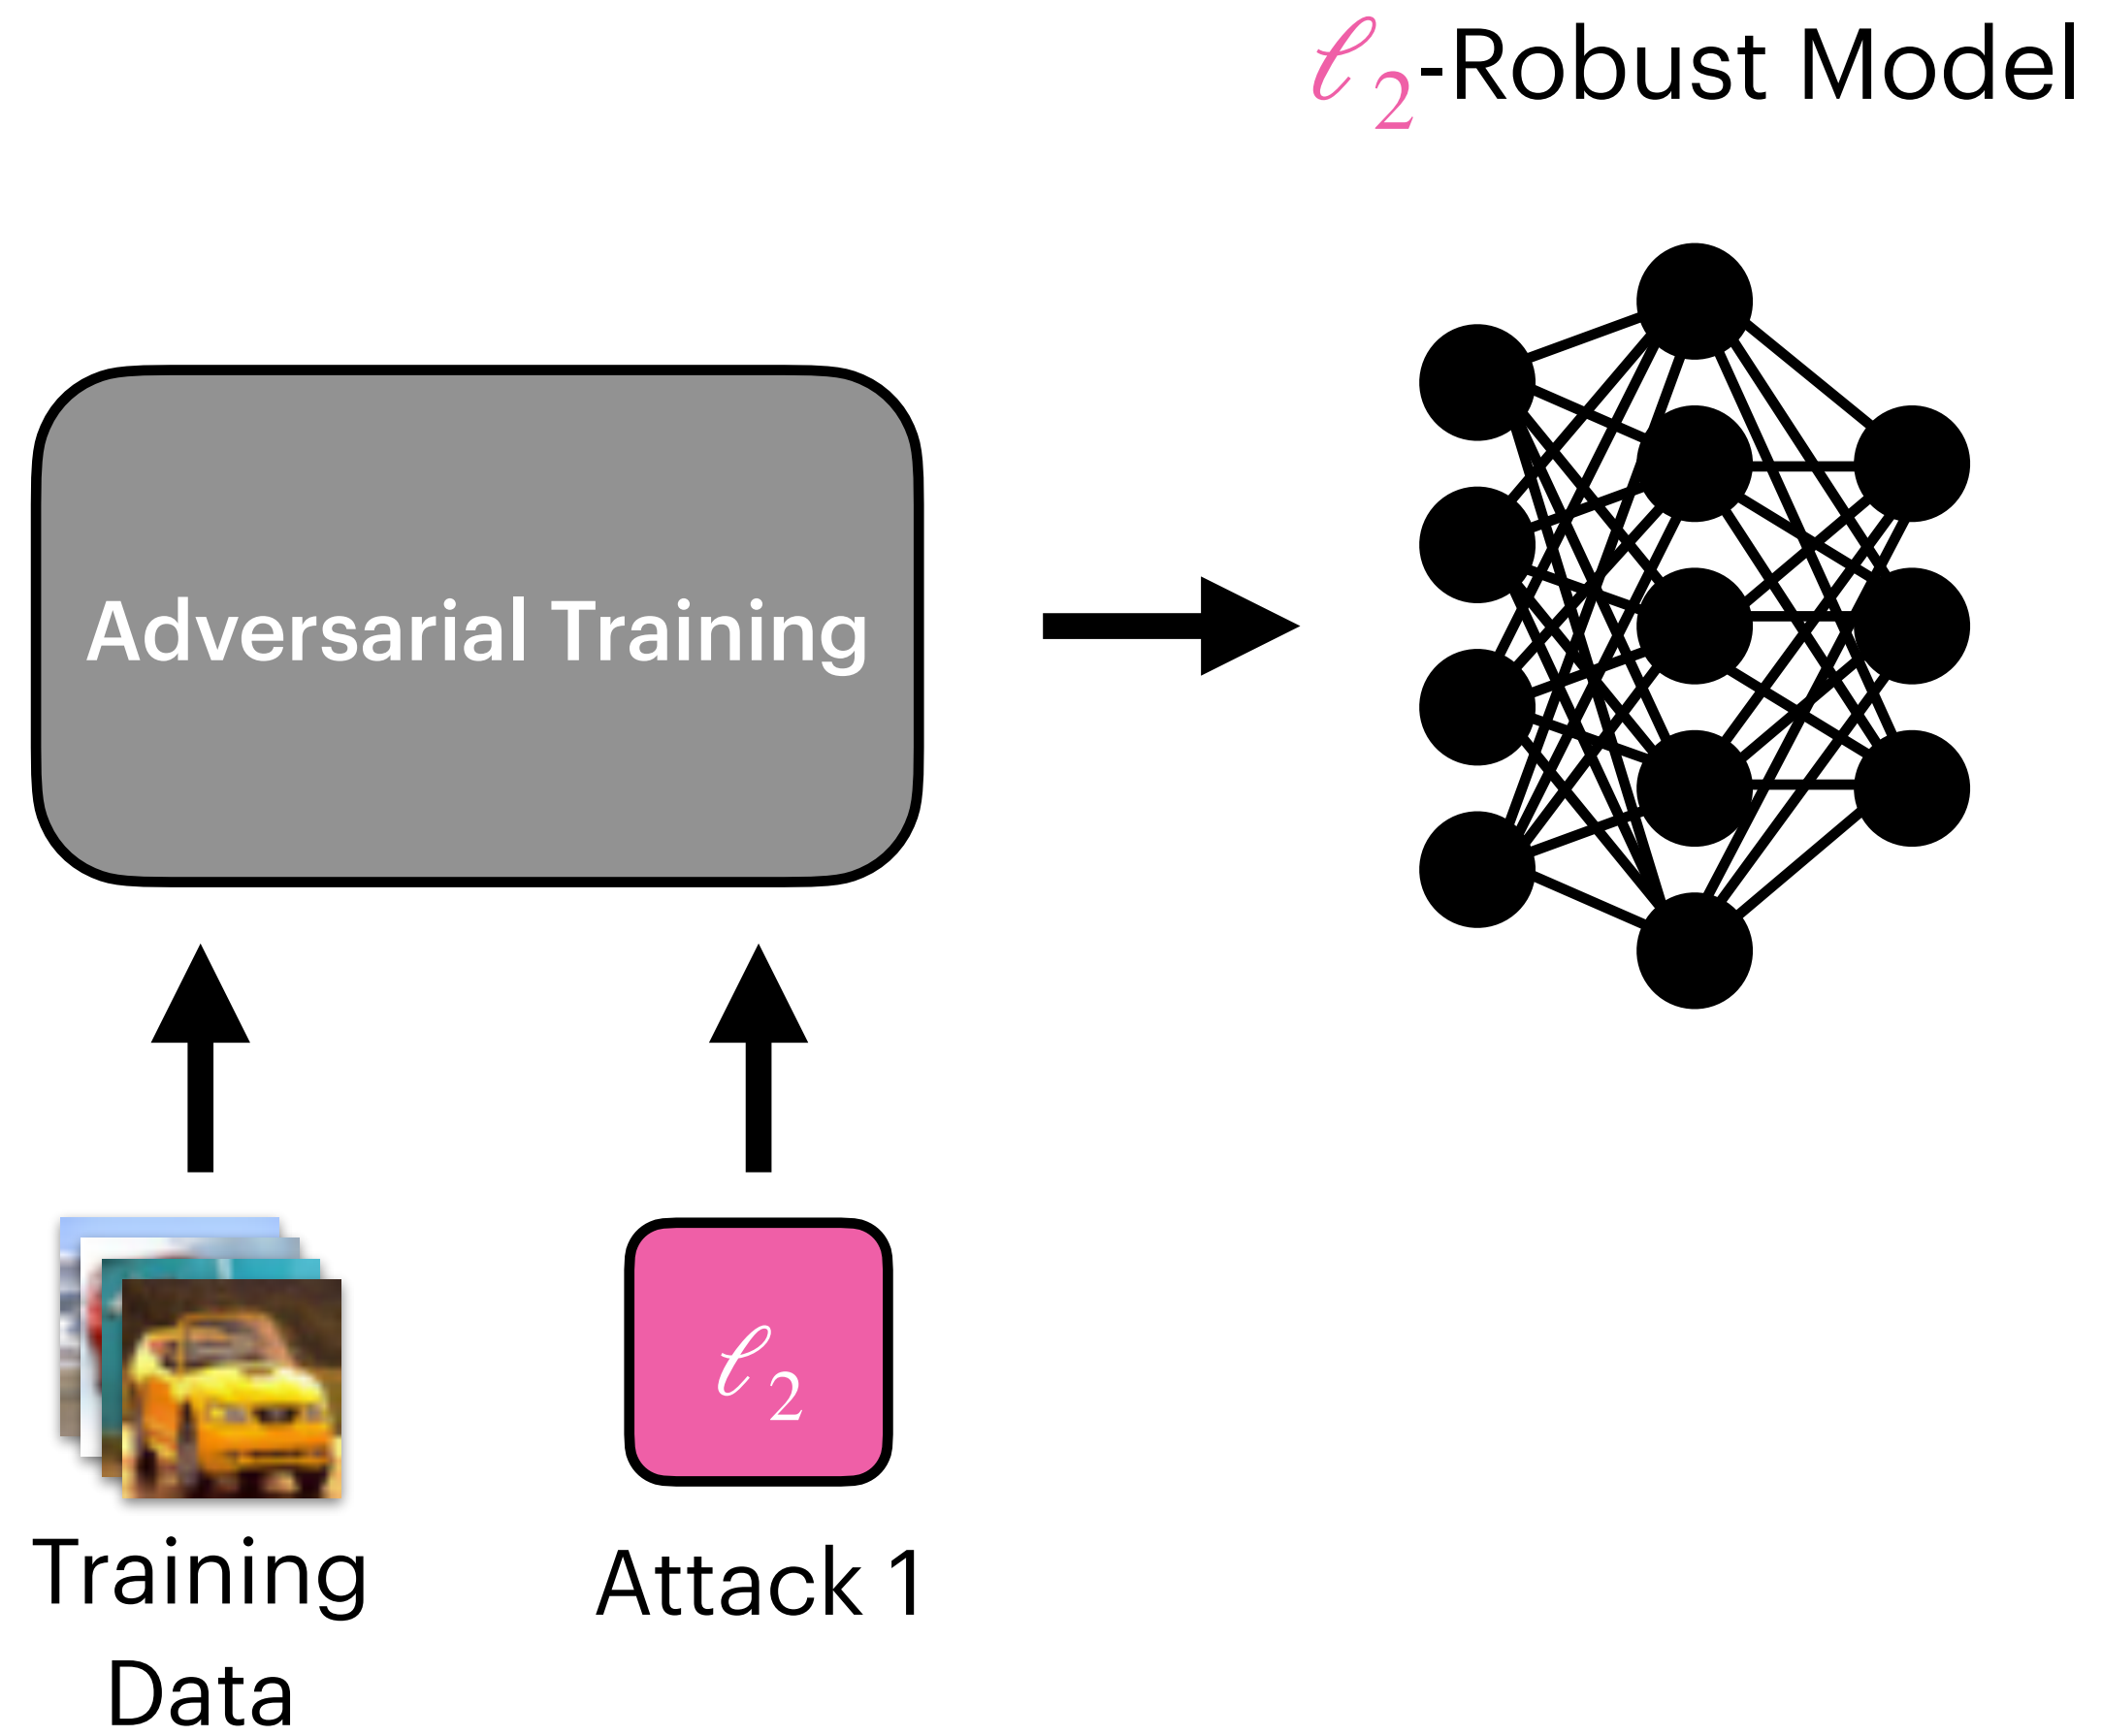 ℓ2-Robust Model
Adversarial Training
ℓ2
Training
Data
Attack 1